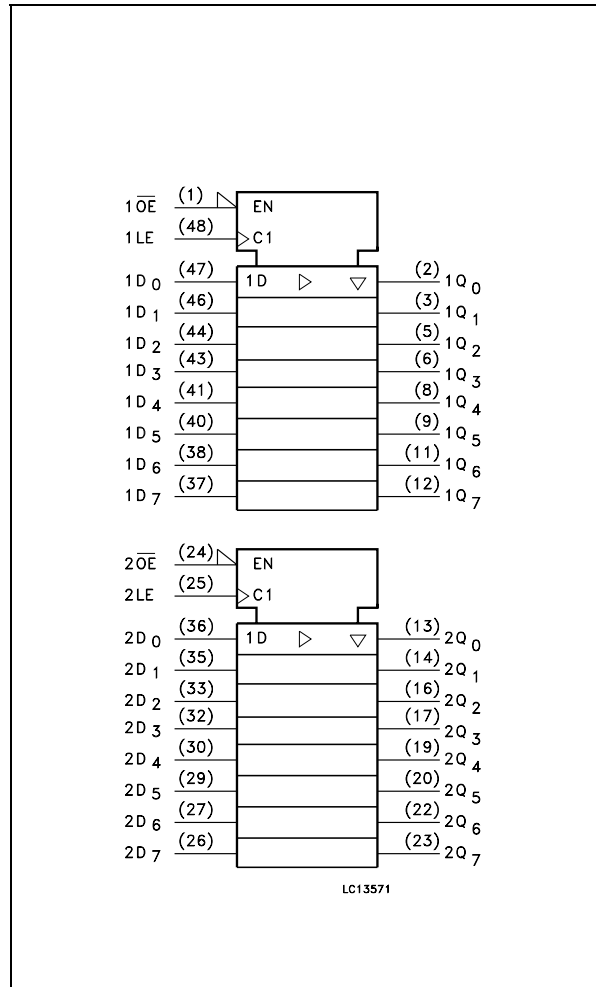 1O̅E̅ (1) EN
1LE (48) C1
1D0 (47) 1D (2) 1Q0
1D1 (46) (3) 1Q1
1D2 (44) (5) 1Q2
1D3 (43) (6) 1Q3
1D4 (41) (8) 1Q4
1D5 (40) (9) 1Q5
1D6 (38) (11) 1Q6
1D7 (37) (12) 1Q7
2O̅E̅ (24) EN
2LE (25) C1
2D0 (36) 1D (13) 2Q0
2D1 (35) (14) 2Q1
2D2 (33) (16) 2Q2
2D3 (32) (17) 2Q3
2D4 (30) (19) 2Q4
2D5 (29) (20) 2Q5
2D6 (27) (22) 2Q6
2D7 (26) (23) 2Q7
LC13571